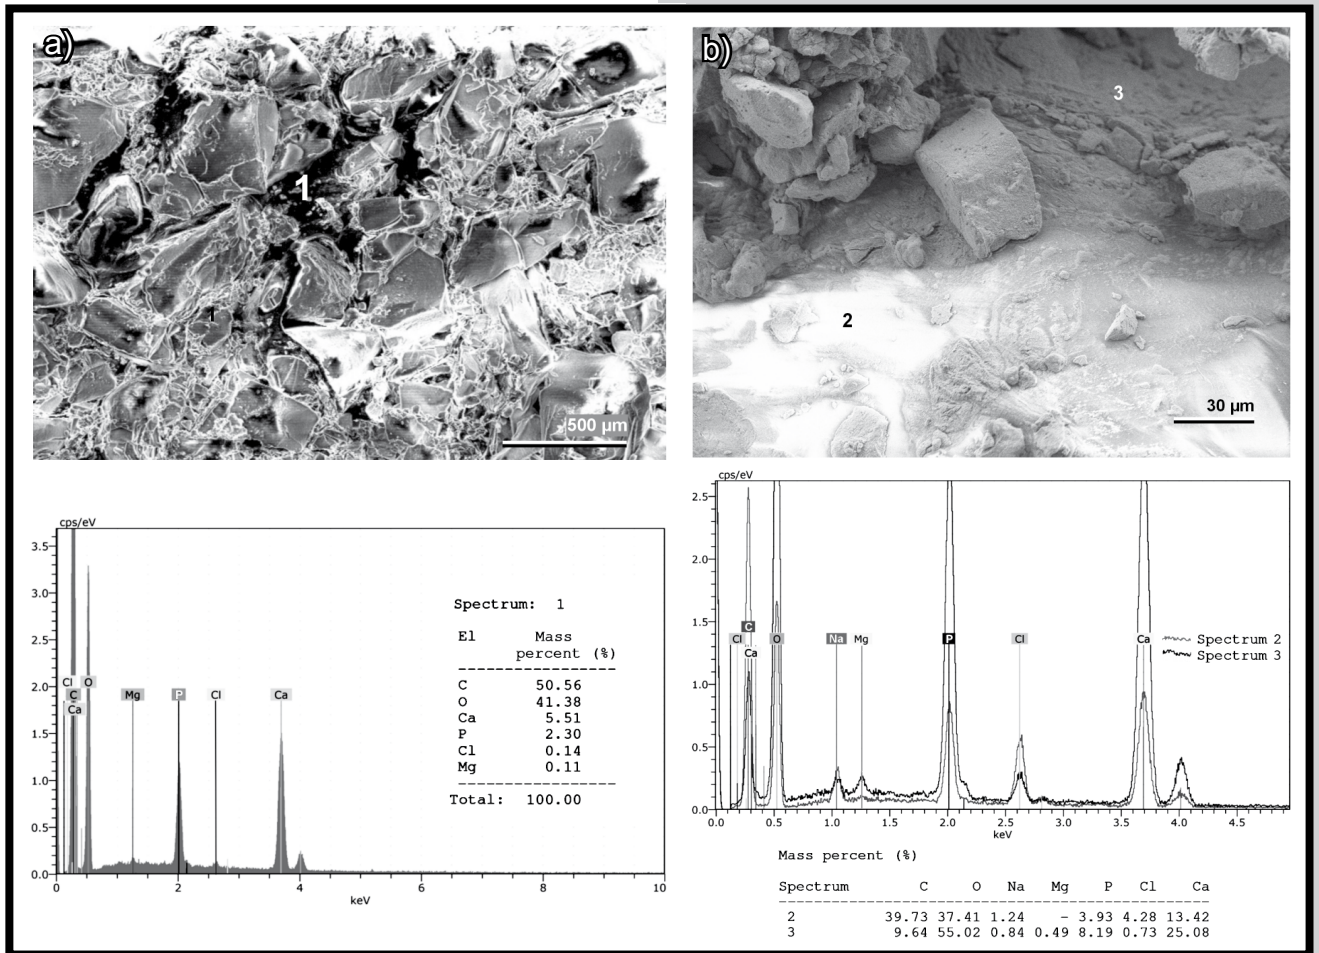 a)
1
1
500 µm
b)
3
2
30 µm
cps/eV
3.5
3.0
2.5
2.0
1.5
1.0
0.5
0.0
Cl
C
Ca
O
Mg
P
Cl
Ca
0 2 4 6 8 10
keV
Spectrum: 1
El Mass
percent (%)
C 50.56
O 41.38
Ca 5.51
P 2.30
Cl 0.14
Mg 0.11
Total: 100.00
cps/eV
2.5
2.0
1.5
1.0
0.5
0.0
C
Cl
Ca
O
Na
Mg
P
Cl
Ca
Spectrum 2
Spectrum 3
0.0 0.5 1.0 1.5 2.0 2.5 3.0 3.5 4.0 4.5
keV
Mass percent (%)
Spectrum C O Na Mg P Cl Ca
2 39.73 37.41 1.24 - 3.93 4.28 13.42
3 9.64 55.02 0.84 0.49 8.19 0.73 25.08